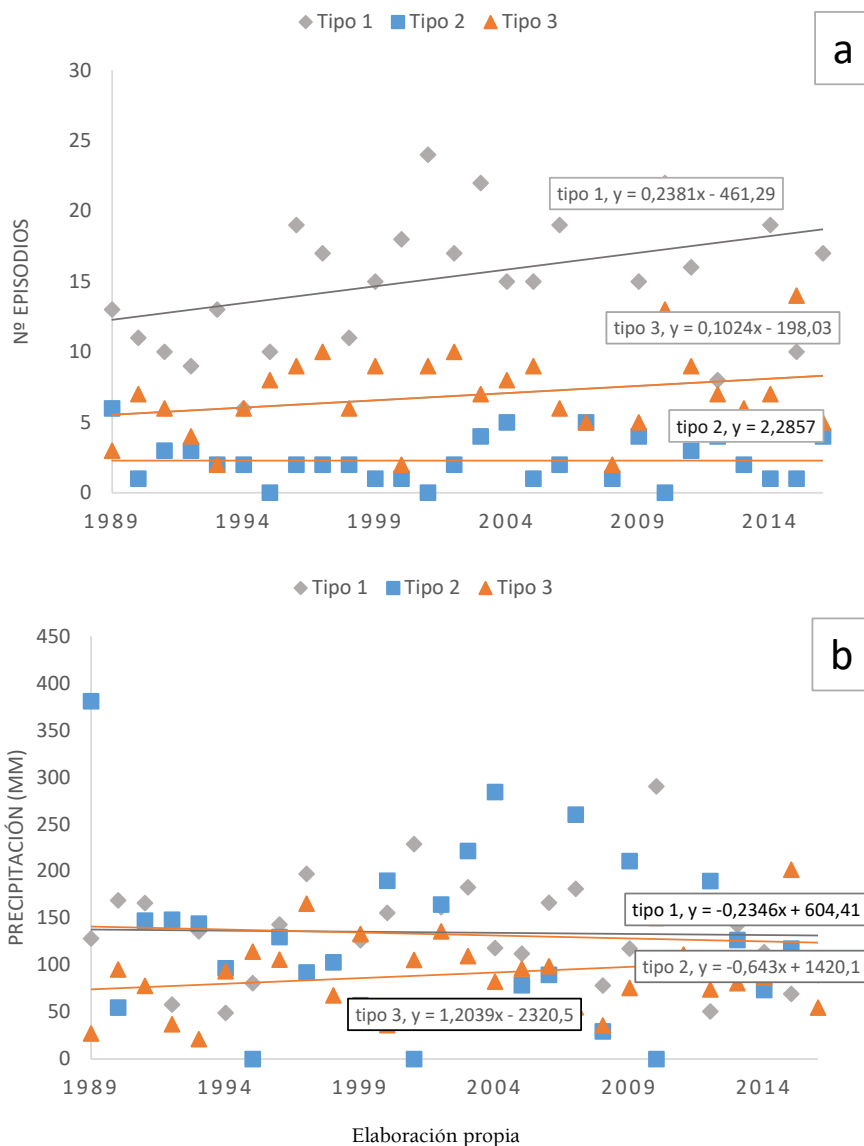 Tipo 1 Tipo 2 Tipo 3
a
30
25
20
15
10
5
0
Nº EPISODIOS
tipo 1, y = 0,2381x - 461,29
tipo 3, y = 0,1024x - 198,03
tipo 2, y = 2,2857
1989 1994 1999 2004 2009 2014
Tipo 1 Tipo 2 Tipo 3
b
450
400
350
300
250
200
150
100
50
0
PRECIPITACIÓN (MM)
tipo 1, y = -0,2346x + 604,41
tipo 2, y = -0,643x + 1420,1
tipo 3, y = 1,2039x - 2320,5
1989 1994 1999 2004 2009 2014
Elaboración propia